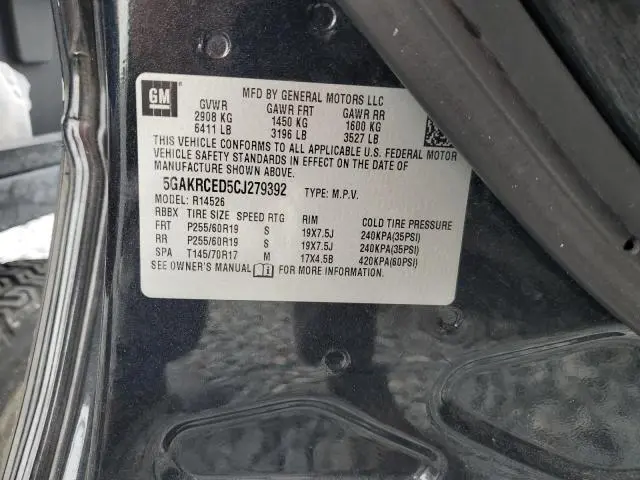 GM
MFD BY GENERAL MOTORS LLC
GVWR GAWR FRT GAWR RR
2908 KG 1450 KG 1600 KG
6411 LB 3196 LB 3527 LB
THIS VEHICLE CONFORMS TO ALL APPLICABLE U.S. FEDERAL MOTOR
VEHICLE SAFETY STANDARDS IN EFFECT ON THE DATE OF
MANUFACTURE SHOWN ABOVE.
5GAKRCED5CJ279392 TYPE: M.P.V.
MODEL: R14526
RBBX TIRE SIZE SPEED RTG RIM COLD TIRE PRESSURE
FRT P255/60R19 S 19X7.5J 240KPA(35PSI)
RR P255/60R19 S 19X7.5J 240KPA(35PSI)
SPA T145/70R17 M 17X4.5B 420KPA(60PSI)
SEE OWNER'S MANUAL FOR MORE INFORMATION.